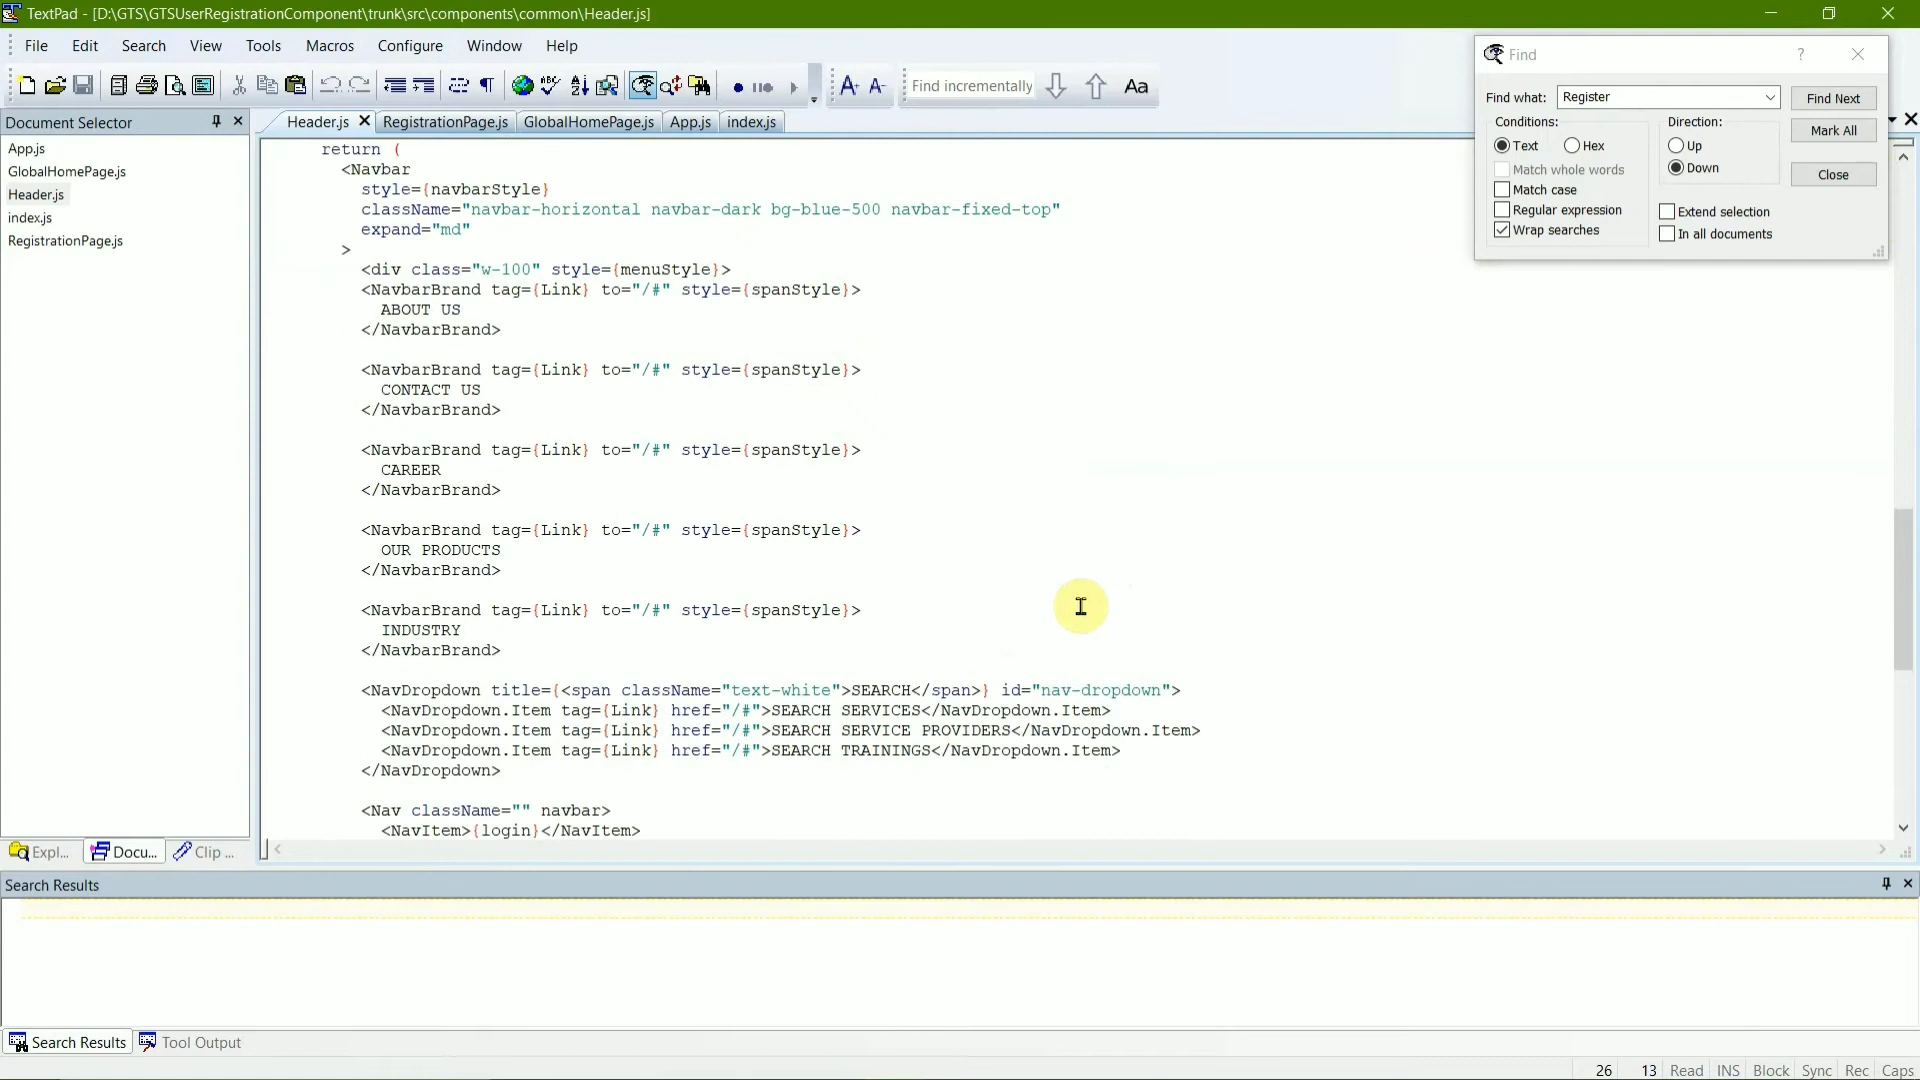 TextPad - [D:\GTS\GTSUserRegistrationComponent\trunk\src\components\common\Header.js]
File Edit Search View Tools Macros Configure Window Help
Find incrementally
Aa
Find
?
Find what: Register
Find Next
Conditions:
Direction:
Mark All
Text Hex
Up
Match whole words
Down
Close
Match case
Regular expression
Extend selection
Wrap searches
In all documents
Document Selector
App.js
GlobalHomePage.js
Header.js
index.js
RegistrationPage.js
Header.js RegistrationPage.js GlobalHomePage.js App.js index.js
return (
<Navbar
style={navbarStyle}
className="navbar-horizontal navbar-dark bg-blue-500 navbar-fixed-top"
expand="md"
>
<div class="w-100" style={menuStyle}>
<NavbarBrand tag={Link} to="/#" style={spanStyle}>
ABOUT US
</NavbarBrand>
<NavbarBrand tag={Link} to="/#" style={spanStyle}>
CONTACT US
</NavbarBrand>
<NavbarBrand tag={Link} to="/#" style={spanStyle}>
CAREER
</NavbarBrand>
<NavbarBrand tag={Link} to="/#" style={spanStyle}>
OUR PRODUCTS
</NavbarBrand>
<NavbarBrand tag={Link} to="/#" style={spanStyle}>
INDUSTRY
</NavbarBrand>
<NavDropdown title={<span className="text-white">SEARCH</span>} id="nav-dropdown">
<NavDropdown.Item tag={Link} href="/#">SEARCH SERVICES</NavDropdown.Item>
<NavDropdown.Item tag={Link} href="/#">SEARCH SERVICE PROVIDERS</NavDropdown.Item>
<NavDropdown.Item tag={Link} href="/#">SEARCH TRAININGS</NavDropdown.Item>
</NavDropdown>
<Nav className="" navbar>
<NavItem>{login}</NavItem>
Expl... Docu... Clip ...
Search Results
Search Results Tool Output
26 13 Read INS Block Sync Rec Caps